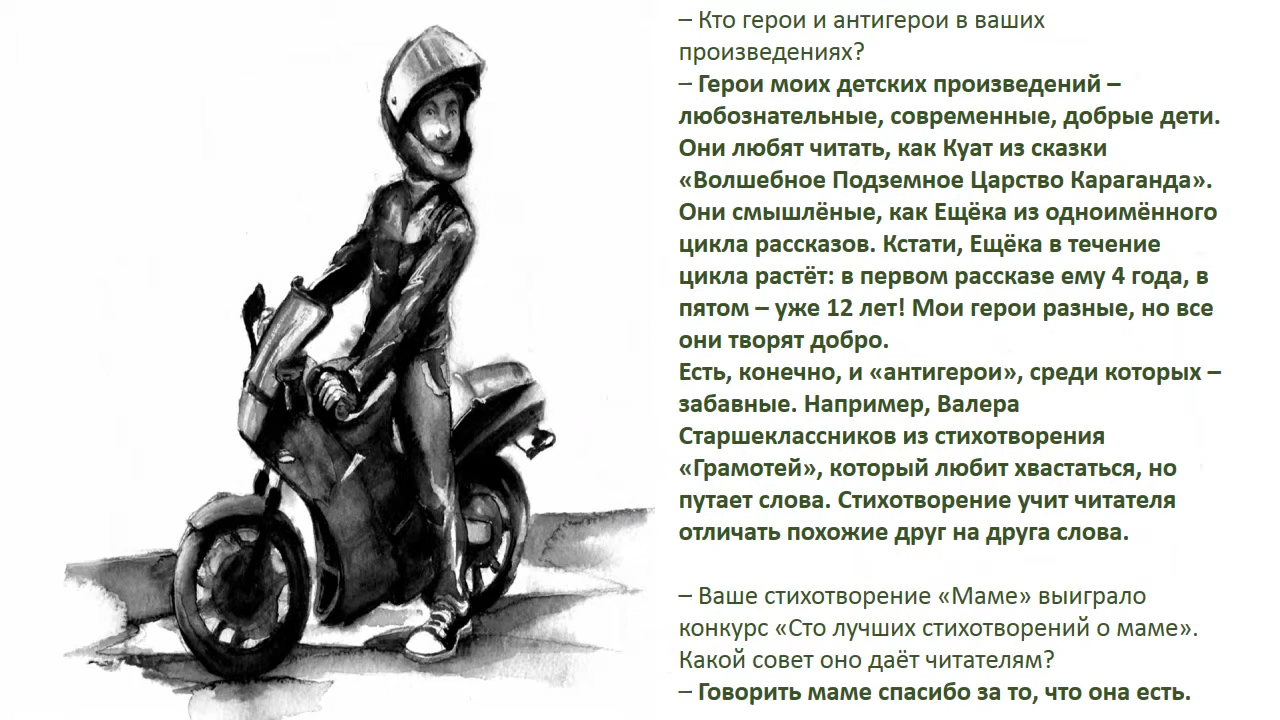 – Кто герои и антигерои в ваших
произведениях?
– Герои моих детских произведений –
любознательные, современные, добрые дети.
Они любят читать, как Куат из сказки
«Волшебное Подземное Царство Караганда».
Они смышлёные, как Ещёка из одноимённого
цикла рассказов. Кстати, Ещёка в течение
цикла растёт: в первом рассказе ему 4 года, в
пятом – уже 12 лет! Мои герои разные, но все
они творят добро.
Есть, конечно, и «антигерои», среди которых –
забавные. Например, Валера
Старшеклассников из стихотворения
«Грамотей», который любит хвастаться, но
путает слова. Стихотворение учит читателя
отличать похожие друг на друга слова.

– Ваше стихотворение «Маме» выиграло
конкурс «Сто лучших стихотворений о маме».
Какой совет оно даёт читателям?
– Говорить маме спасибо за то, что она есть.